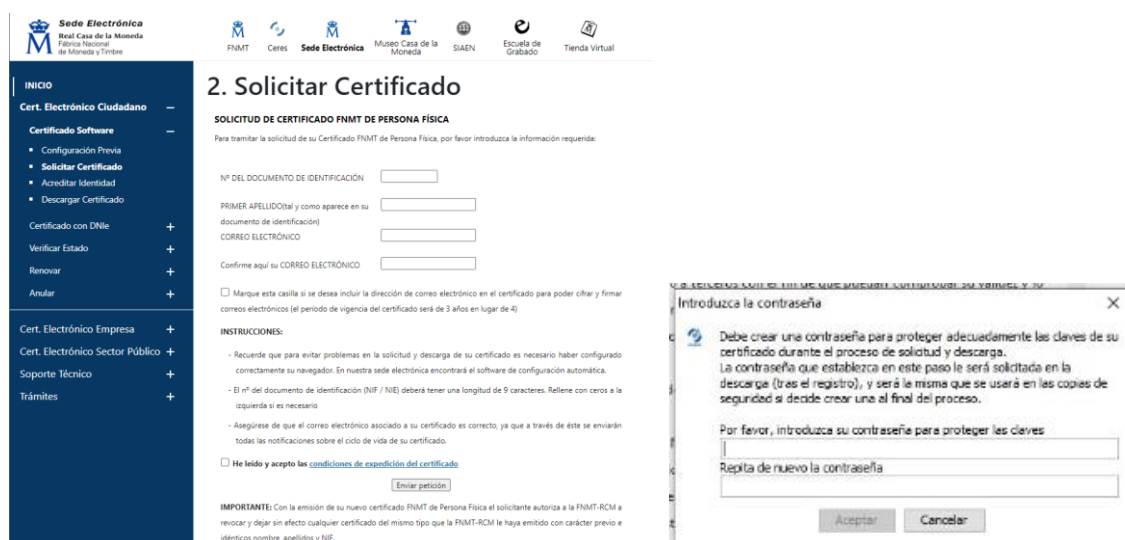 Sede Electrónica
Real Casa de la Moneda
Fábrica Nacional
de Moneda y Timbre
FNMT
Ceres
Sede Electrónica
Museo Casa de la
Moneda
SIAEN
Escuela de
Grabado
Tienda Virtual
INICIO
Cert. Electrónico Ciudadano –
Certificado Software –
▪ Configuración Previa
▪ Solicitar Certificado
▪ Acreditar Identidad
▪ Descargar Certificado
Certificado con DNIe +
Verificar Estado +
Renovar +
Anular +
Cert. Electrónico Empresa +
Cert. Electrónico Sector Público +
Soporte Técnico +
Trámites +
2. Solicitar Certificado
SOLICITUD DE CERTIFICADO FNMT DE PERSONA FÍSICA
Para tramitar la solicitud de su Certificado FNMT de Persona Física, por favor introduzca la información requerida:
Nº DEL DOCUMENTO DE IDENTIFICACIÓN
PRIMER APELLIDO(tal y como aparece en su
documento de identificación)
CORREO ELECTRÓNICO
Confirme aquí su CORREO ELECTRÓNICO
Marque esta casilla si se desea incluir la dirección de correo electrónico en el certificado para poder cifrar y firmar
correos electrónicos (el período de vigencia del certificado será de 3 años en lugar de 4)
INSTRUCCIONES:
- Recuerde que para evitar problemas en la solicitud y descarga de su certificado es necesario haber configurado
correctamente su navegador. En nuestra sede electrónica encontrará el software de configuración automática.
- El nº del documento de identificación (NIF / NIE) deberá tener una longitud de 9 caracteres. Rellene con ceros a la
izquierda si es necesario
- Asegúrese de que el correo electrónico asociado a su certificado es correcto, ya que a través de éste se enviarán
todas las notificaciones sobre el ciclo de vida de su certificado.
He leído y acepto las condiciones de expedición del certificado
Enviar petición
IMPORTANTE: Con la emisión de su nuevo certificado FNMT de Persona Física el solicitante autoriza a la FNMT-RCM a
revocar y dejar sin efecto cualquier certificado del mismo tipo que la FNMT-RCM le haya emitido con carácter previo e
idénticos nombre, apellidos y NIF.
a terceros con el fin de que puedan comprobar su validez y lo
Introduzca la contraseña
Debe crear una contraseña para proteger adecuadamente las claves de su
certificado durante el proceso de solicitud y descarga.
La contraseña que establezca en este paso le será solicitada en la
descarga (tras el registro), y será la misma que se usará en las copias de
seguridad si decide crear una al final del proceso.
Por favor, introduzca su contraseña para proteger las claves
Repita de nuevo la contraseña
Aceptar
Cancelar